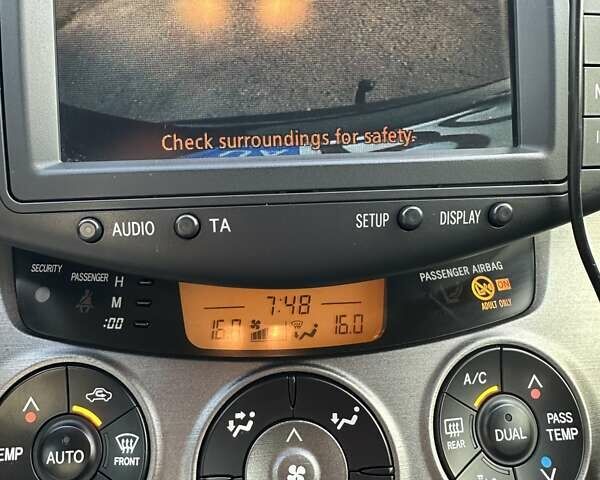 Check surroundings for safety.
AUDIO TA SETUP DISPLAY
SECURITY PASSENGER H
M
:00
7:48
16.0 16.0
PASSENGER AIRBAG
ON
ADULT ONLY
TEMP AUTO FRONT
A/C
REAR DUAL PASS
TEMP